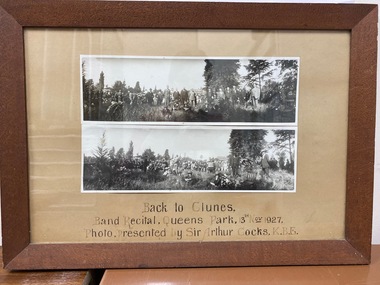 Back to Clunes.
Band Recital, Queens Park, 3rd Apr 1927.
Photo, Presented by Sir Arthur Cocks, K.B.E.